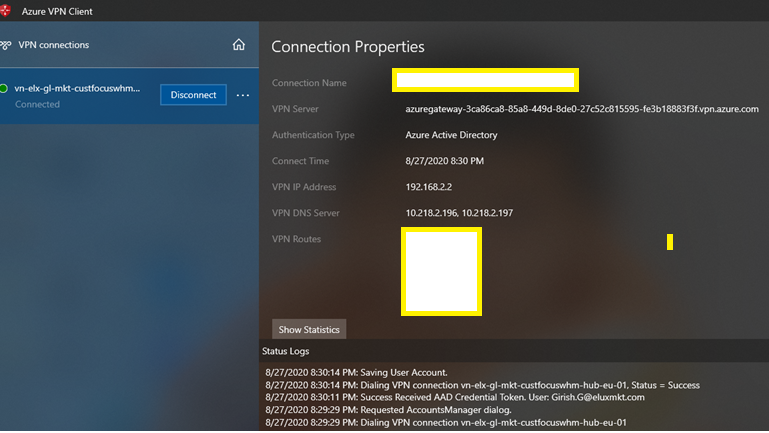 Azure VPN Client
VPN connections
vn-elx-gl-mkt-custfocuswhm...
Connected
Disconnect
Connection Properties
Connection Name
VPN Server azuregateway-3ca86ca8-85a8-449d-8de0-27c52c815595-fe3b18883f3f.vpn.azure.com
Authentication Type Azure Active Directory
Connect Time 8/27/2020 8:30 PM
VPN IP Address 192.168.2.2
VPN DNS Server 10.218.2.196, 10.218.2.197
VPN Routes
Show Statistics
Status Logs
8/27/2020 8:30:14 PM: Saving User Account.
8/27/2020 8:30:14 PM: Dialing VPN connection vn-elx-gl-mkt-custfocuswhm-hub-eu-01, Status = Success
8/27/2020 8:30:11 PM: Success Received AAD Credential Token. User: Girish.G@eluxmkt.com
8/27/2020 8:29:29 PM: Requested AccountsManager dialog.
8/27/2020 8:29:29 PM: Dialing VPN connection vn-elx-gl-mkt-custfocuswhm-hub-eu-01